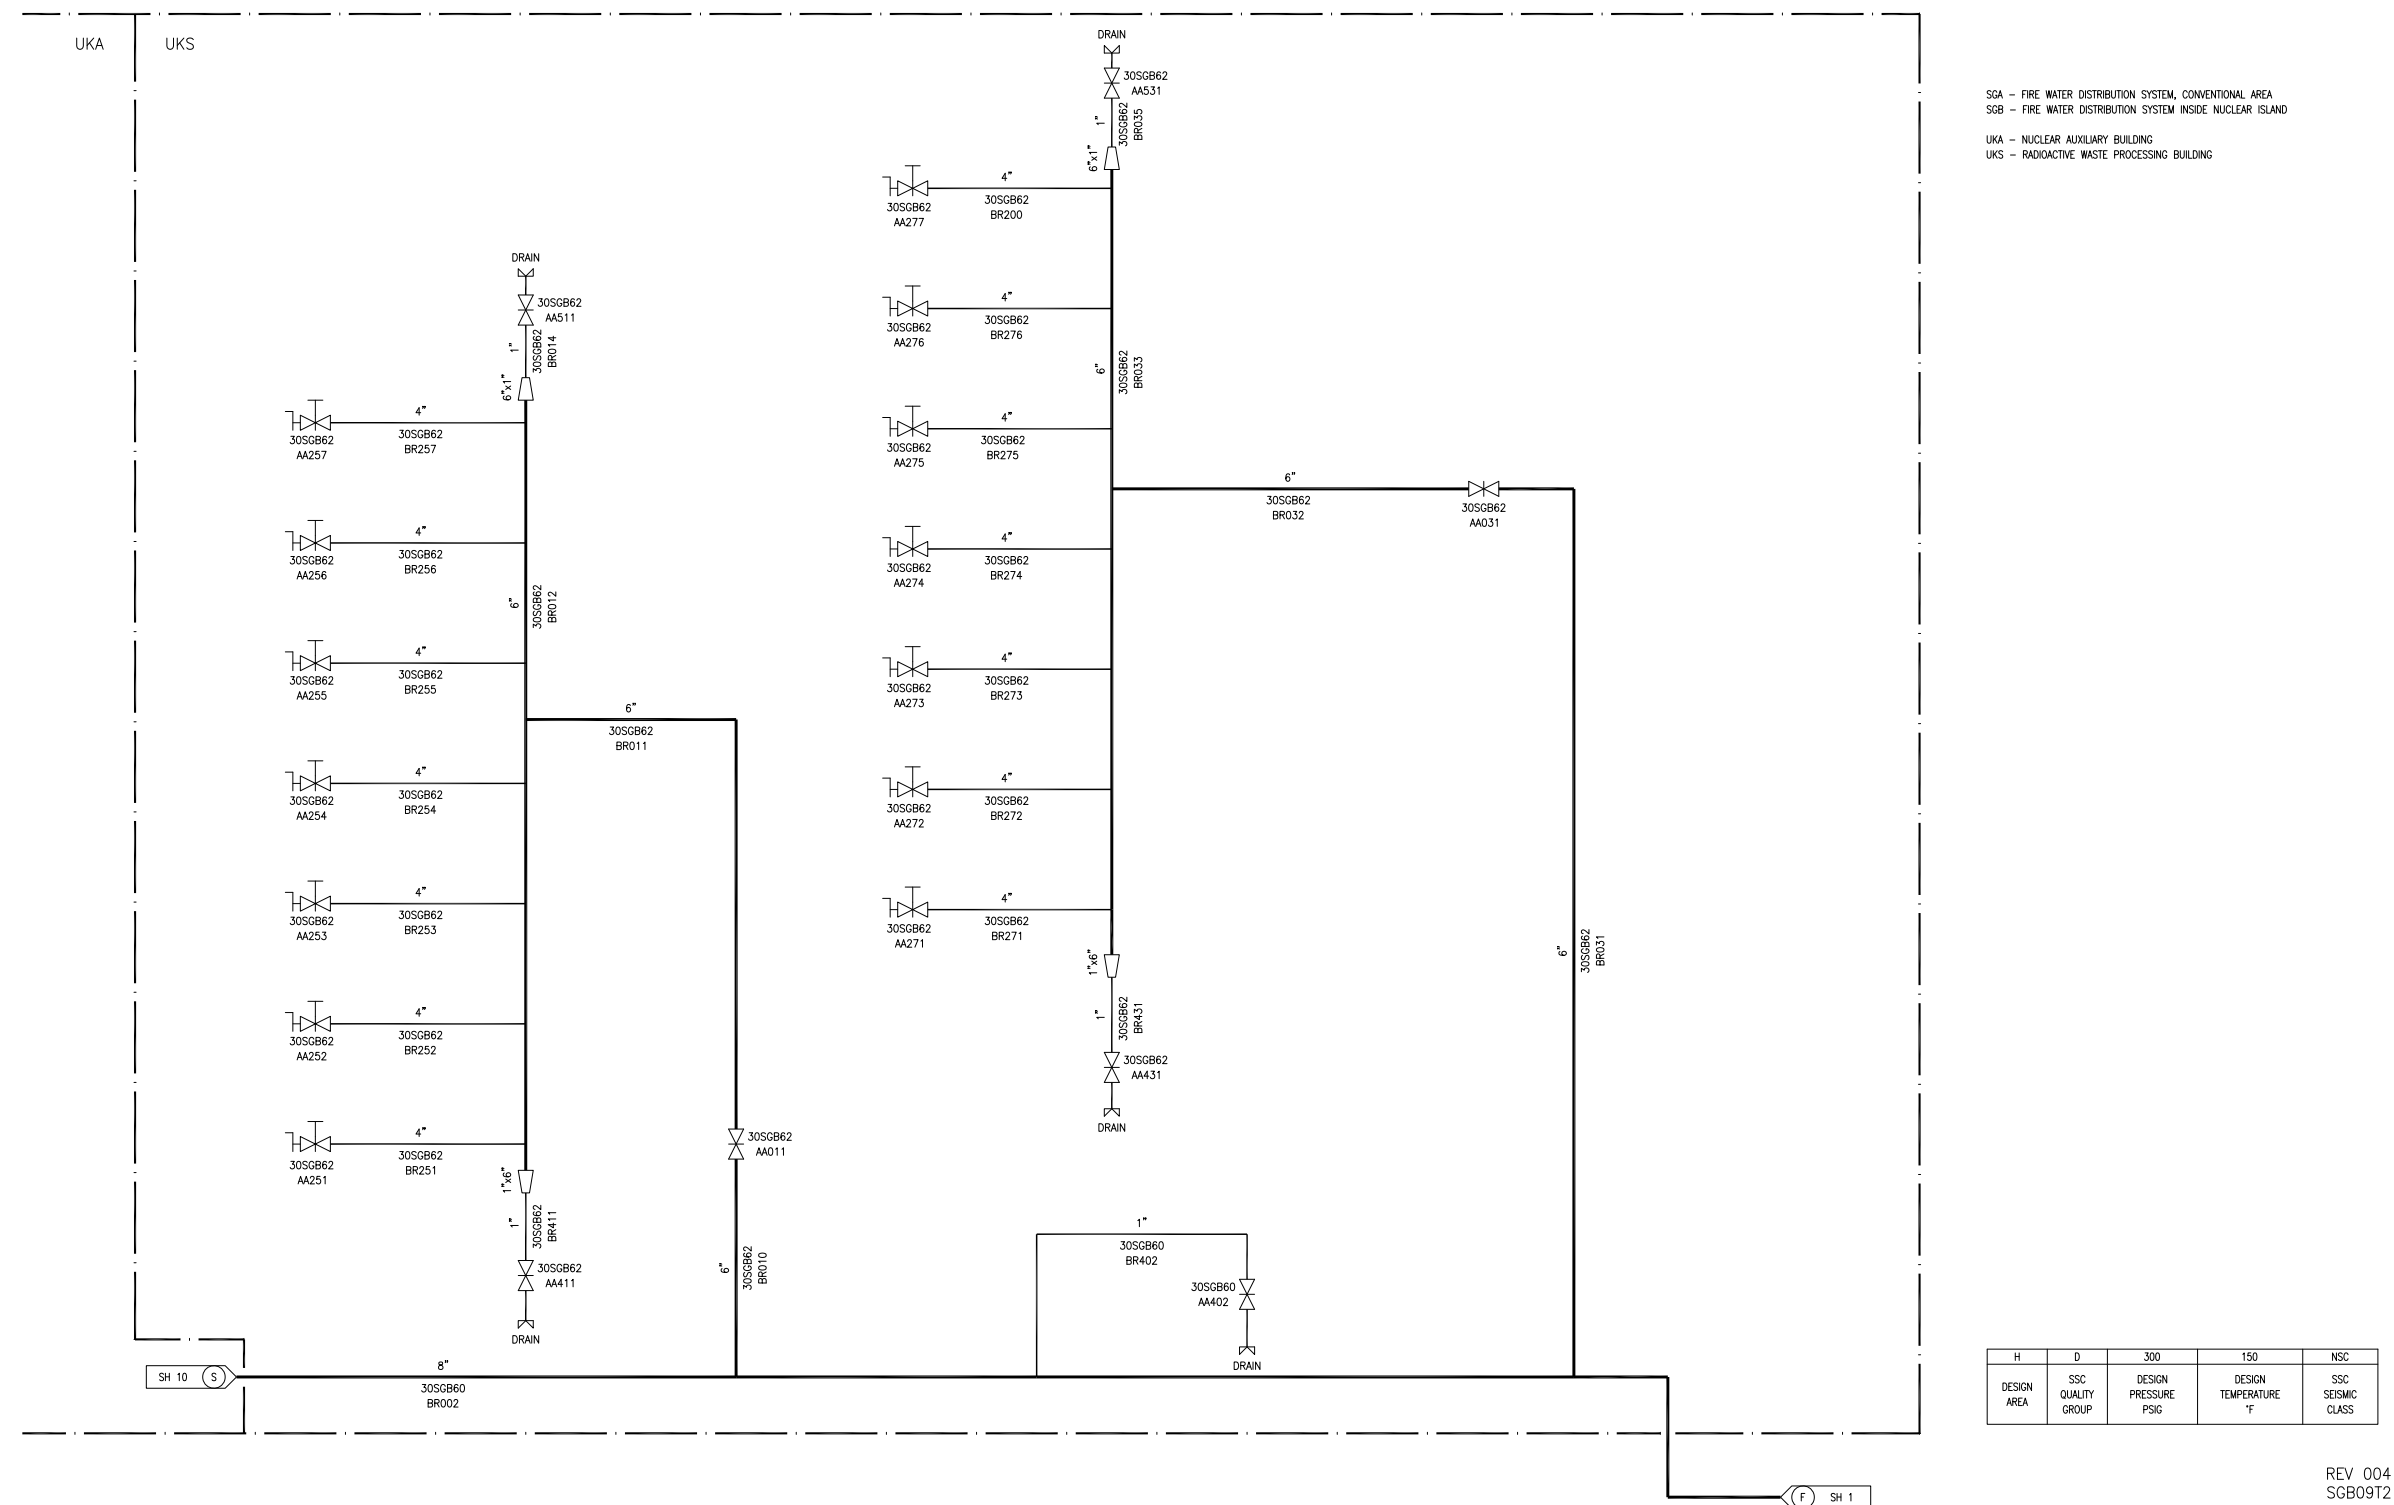 UKA
UKS
DRAIN
30SGB62
AA531
1"
30SGB62
BR035
6"x1"
4"
30SGB62
BR200
30SGB62
AA277
4"
30SGB62
BR276
30SGB62
AA276
6"
30SGB62
BR033
4"
30SGB62
BR275
30SGB62
AA275
4"
30SGB62
BR274
30SGB62
AA274
4"
30SGB62
BR273
30SGB62
AA273
4"
30SGB62
BR272
30SGB62
AA272
4"
30SGB62
BR271
30SGB62
AA271
1"x6"
1"
30SGB62
BR431
30SGB62
AA431
DRAIN
DRAIN
30SGB62
AA511
1"
30SGB62
BR014
6"x1"
4"
30SGB62
BR257
30SGB62
AA257
4"
30SGB62
BR256
30SGB62
AA256
6"
30SGB62
BR012
4"
30SGB62
BR255
30SGB62
AA255
4"
30SGB62
BR254
30SGB62
AA254
4"
30SGB62
BR253
30SGB62
AA253
4"
30SGB62
BR252
30SGB62
AA252
4"
30SGB62
BR251
30SGB62
AA251
1"x6"
1"
30SGB62
BR411
30SGB62
AA411
DRAIN
6"
30SGB62
BR011
30SGB62
AA011
6"
30SGB62
BR010
6"
30SGB62
BR032
30SGB62
AA031
6"
30SGB62
BR031
1"
30SGB60
BR402
30SGB60
AA402
DRAIN
SH 10 S
8"
30SGB60
BR002
F SH 1
SGA – FIRE WATER DISTRIBUTION SYSTEM, CONVENTIONAL AREA
SGB – FIRE WATER DISTRIBUTION SYSTEM INSIDE NUCLEAR ISLAND
UKA – NUCLEAR AUXILIARY BUILDING
UKS – RADIOACTIVE WASTE PROCESSING BUILDING
H D 300 150 NSC
DESIGN
AREA
SSC
QUALITY
GROUP
DESIGN
PRESSURE
PSIG
DESIGN
TEMPERATURE
°F
SSC
SEISMIC
CLASS
REV 004
SGB09T2